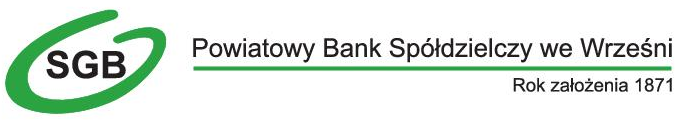 SGB
Powiatowy Bank Spółdzielczy we Wrześni
Rok założenia 1871